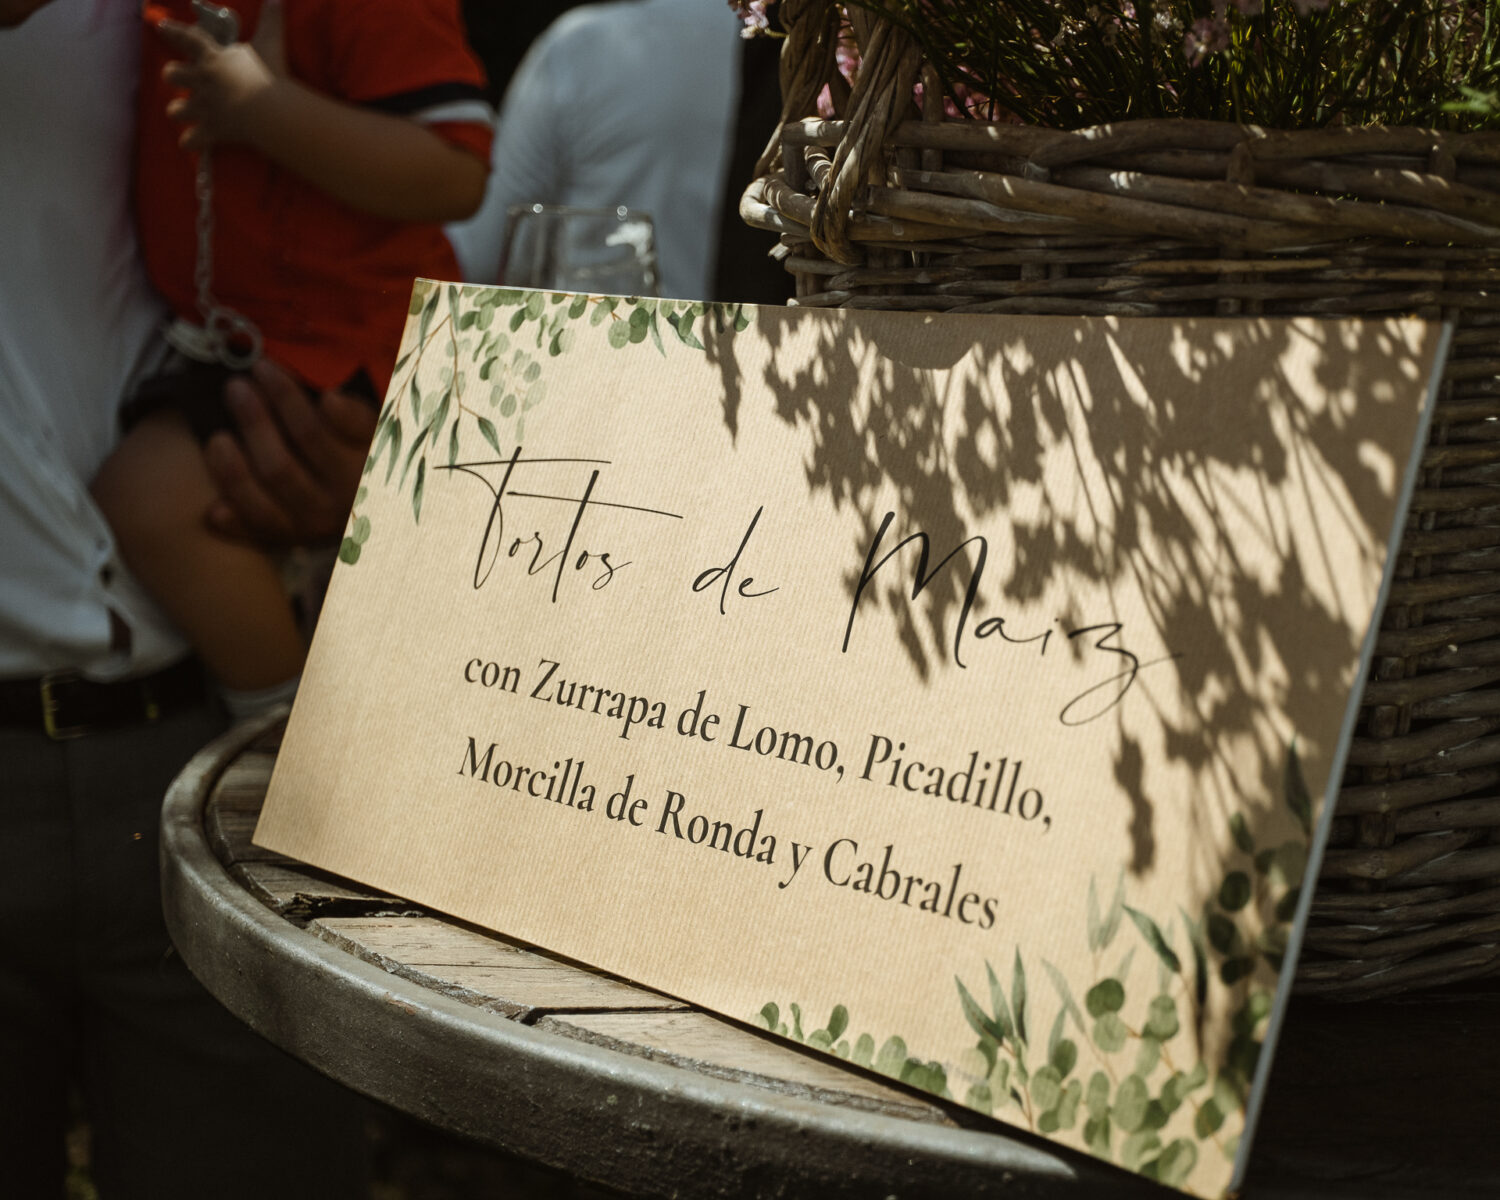 Tortos de Maiz
con Zurrapa de Lomo, Picadillo,
Morcilla de Ronda y Cabrales